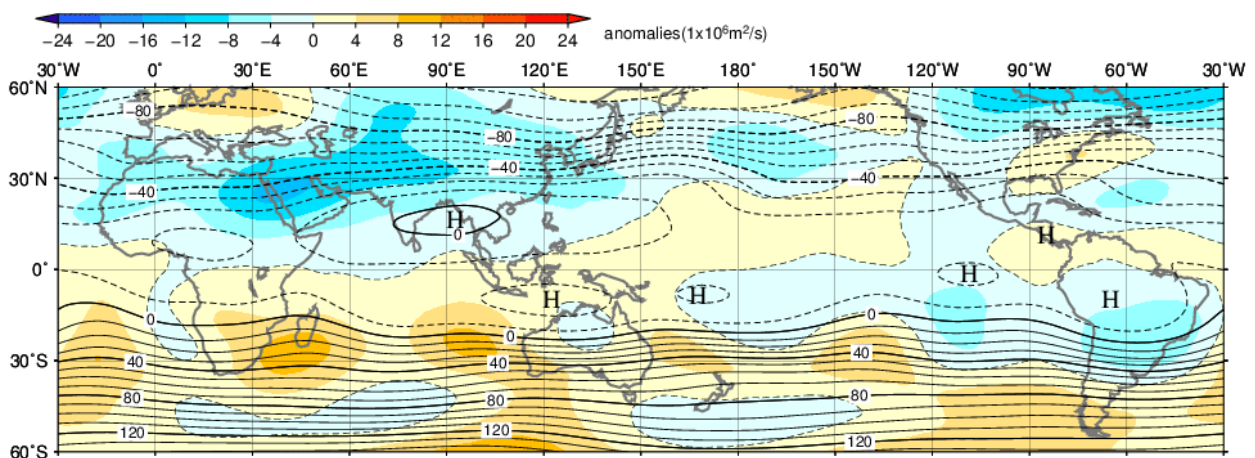 −24 −20 −16 −12 −8 −4 0 4 8 12 16 20 24 anomalies(1x10⁶m²/s)
30°W 0° 30°E 60°E 90°E 120°E 150°E 180° 150°W 120°W 90°W 60°W 30°W
60°N
−80 −80 −80
−40 −40 −40
30°N
H 0 H
0° H
H H H
0 0 0
30°S
40 40 40
80 80 80
120 120
60°S